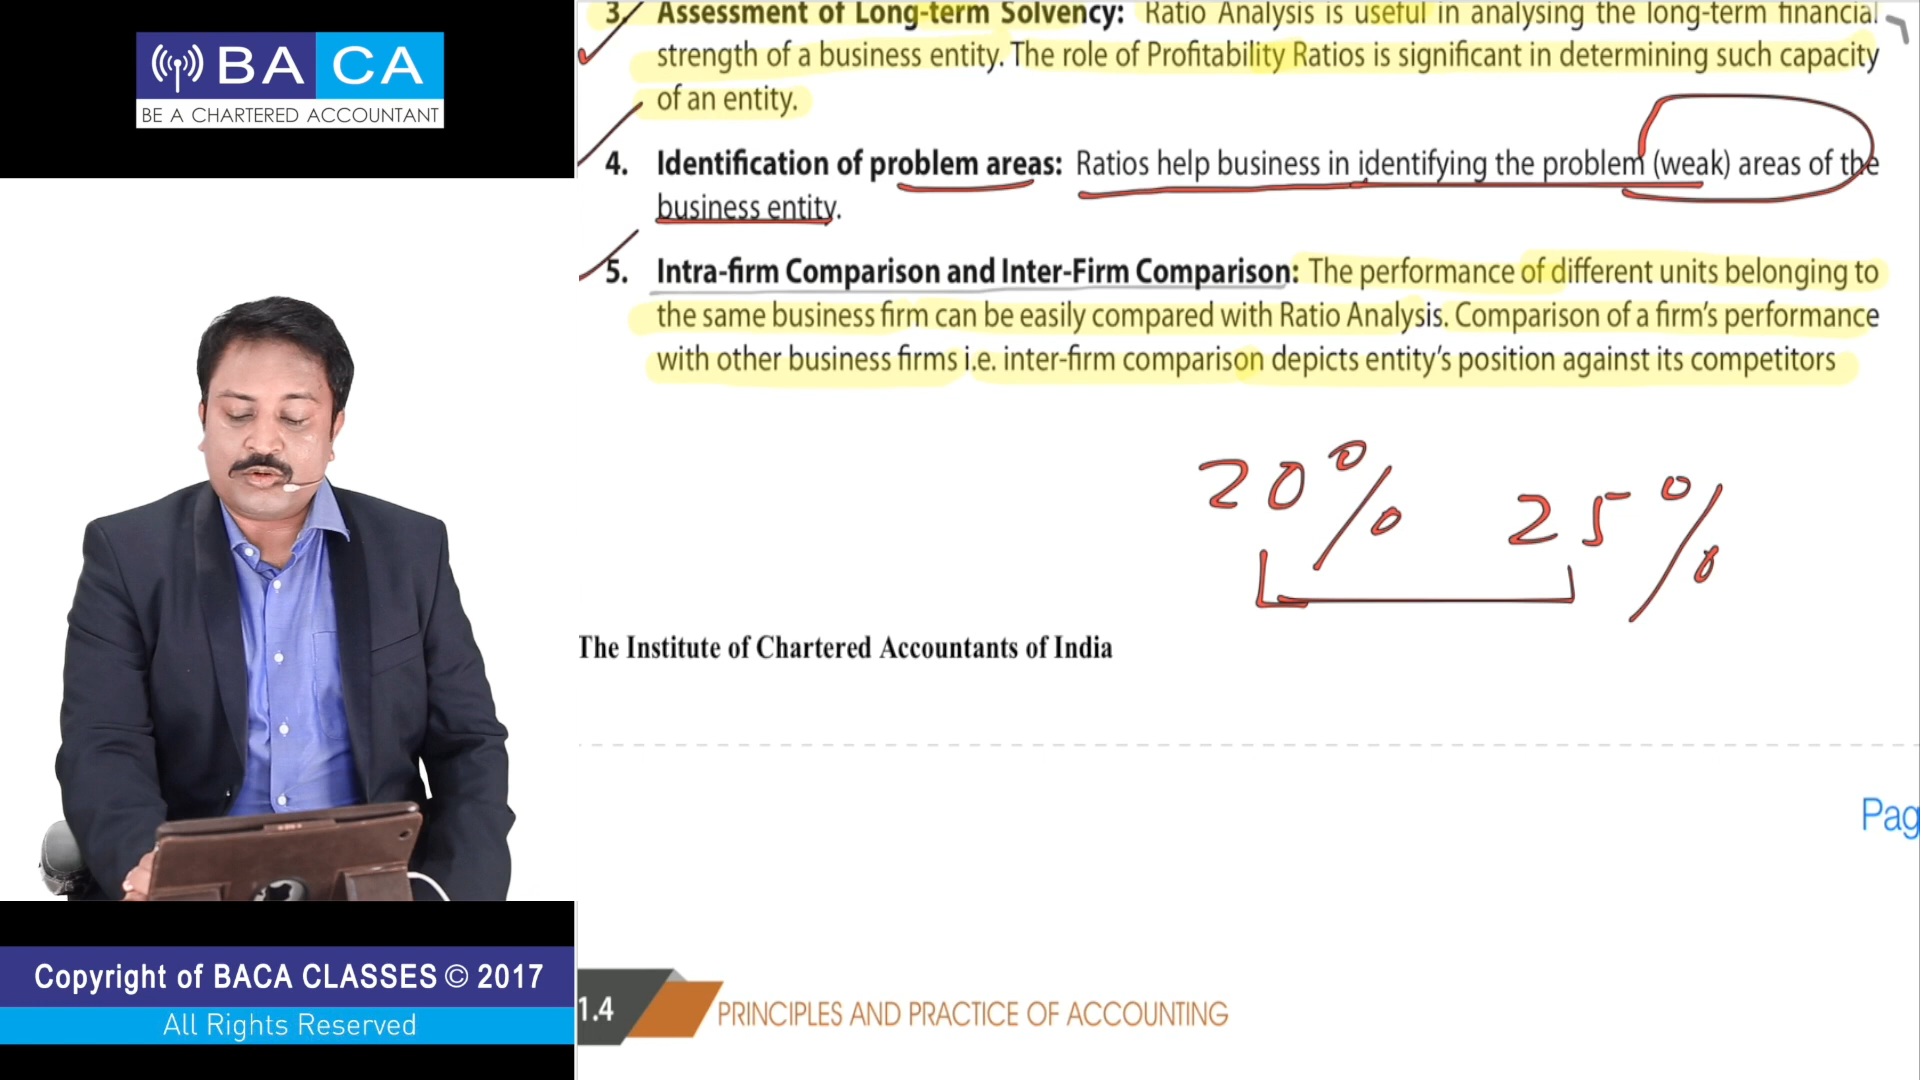 BA CA
BE A CHARTERED ACCOUNTANT
3. Assessment of Long-term Solvency: Ratio Analysis is useful in analysing the long-term financial
strength of a business entity. The role of Profitability Ratios is significant in determining such capacity
of an entity.
4. Identification of problem areas: Ratios help business in identifying the problem (weak) areas of the
business entity.
5. Intra-firm Comparison and Inter-Firm Comparison: The performance of different units belonging to
the same business firm can be easily compared with Ratio Analysis. Comparison of a firm's performance
with other business firms i.e. inter-firm comparison depicts entity's position against its competitors
20% 25%
The Institute of Chartered Accountants of India
Pag
Copyright of BACA CLASSES © 2017
All Rights Reserved
1.4 PRINCIPLES AND PRACTICE OF ACCOUNTING